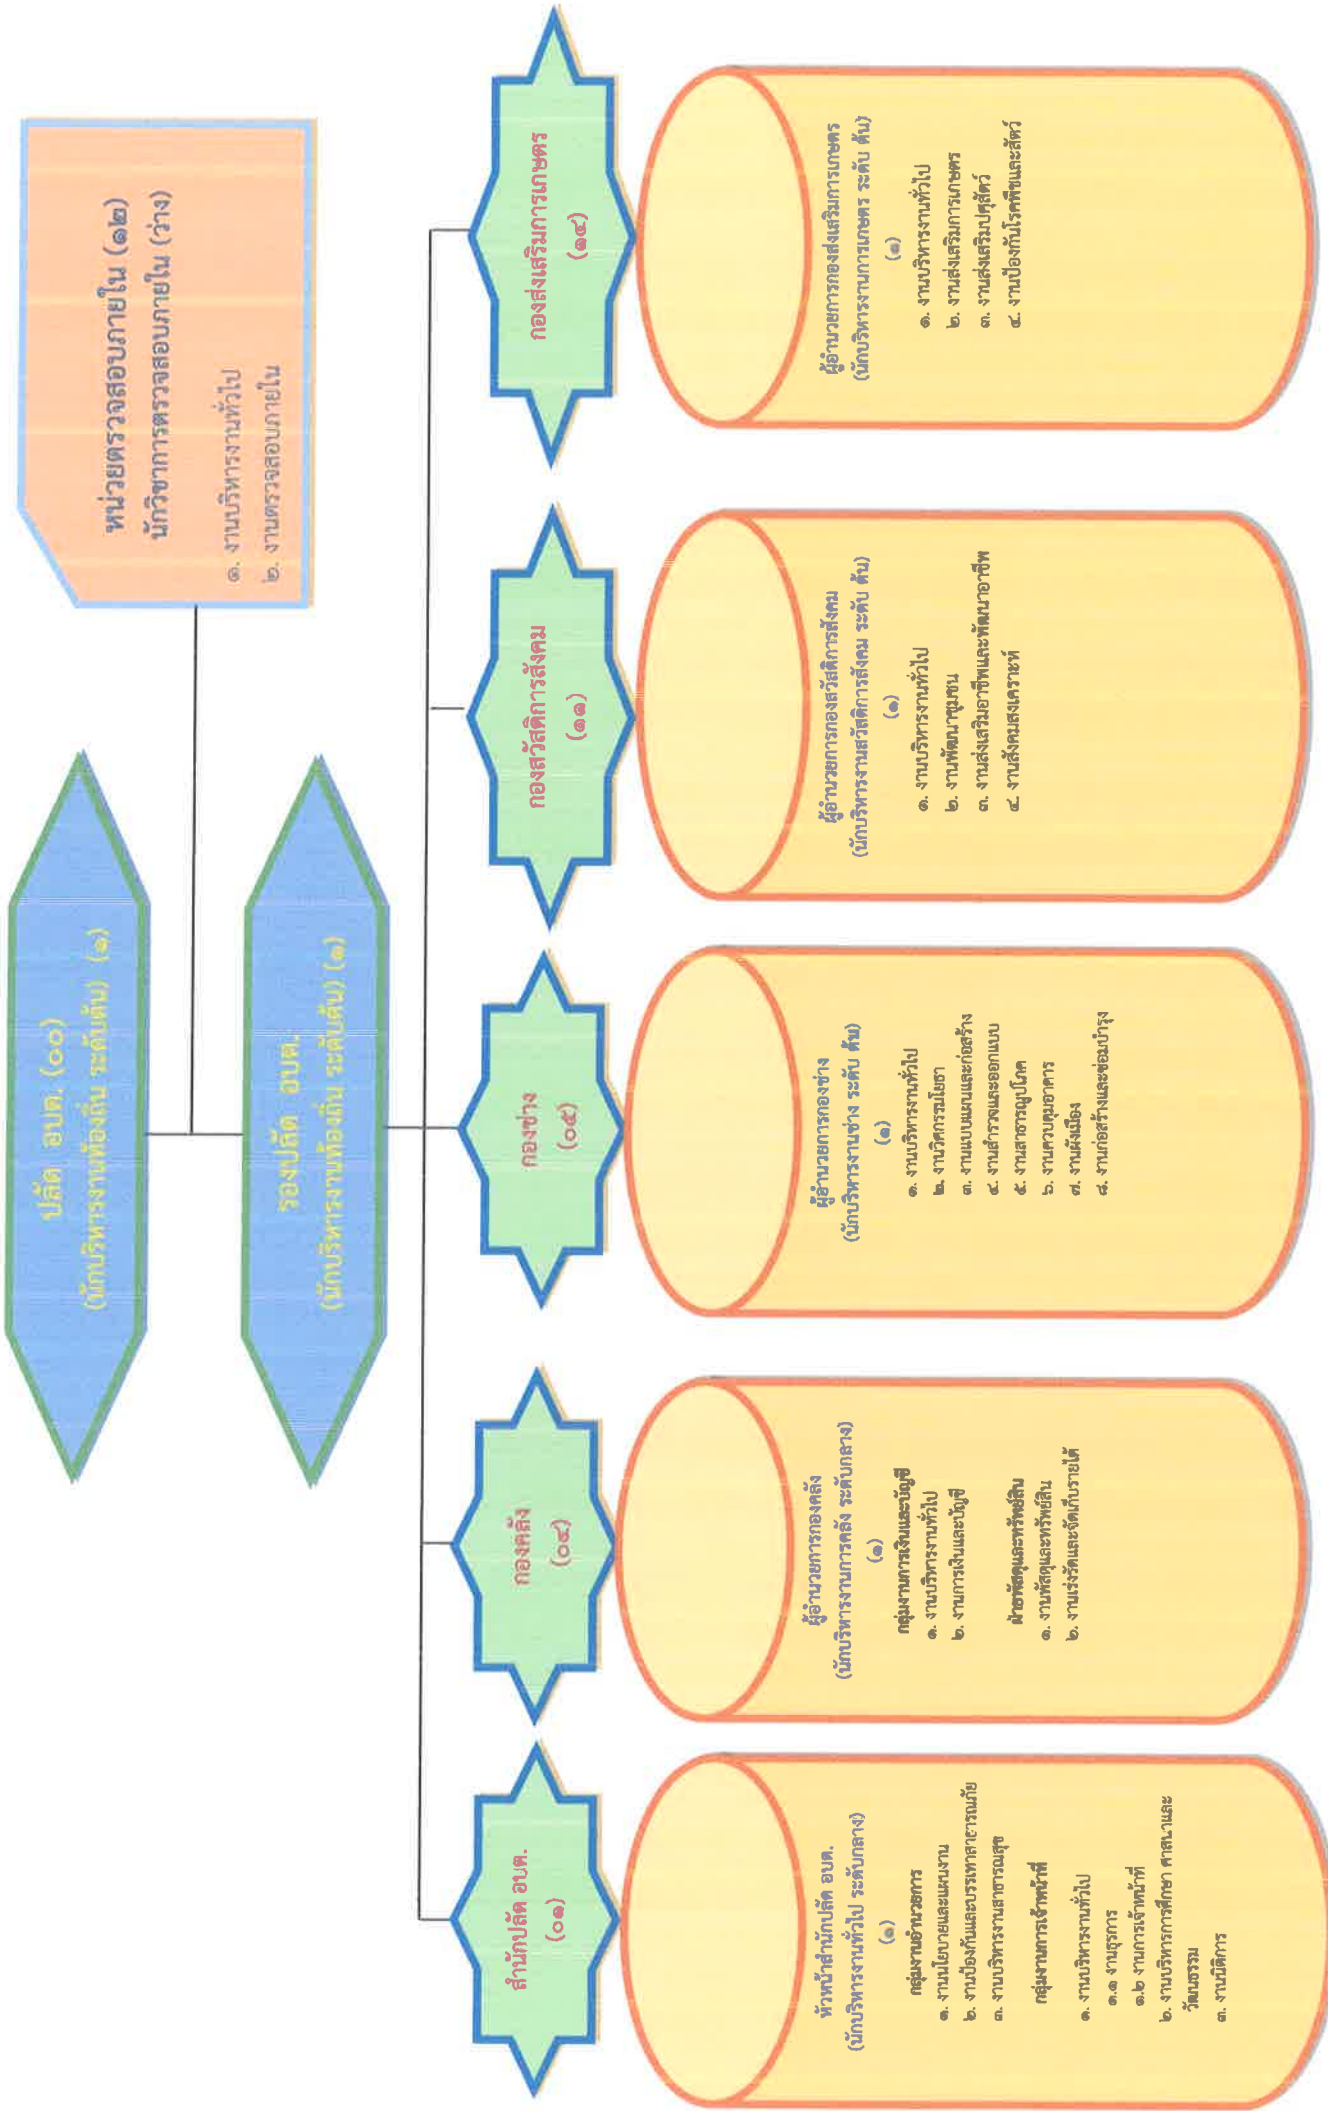 ปลัด อบต. (๐๐)
(นักบริหารงานท้องถิ่น ระดับต้น) (๑)
หน่วยตรวจสอบภายใน (๑๒)
นักวิชาการตรวจสอบภายใน (ว่าง)
๑. งานบริหารงานทั่วไป
๒. งานตรวจสอบภายใน
รองปลัด อบต.
(นักบริหารงานท้องถิ่น ระดับต้น) (๑)
สำนักปลัด อบต.
(๐๑)
หัวหน้าสำนักปลัด อบต.
(นักบริหารงานทั่วไป ระดับกลาง)
(๑)
กลุ่มงานอำนวยการ
๑. งานนโยบายและแผนงาน
๒. งานป้องกันและบรรเทาสาธารณภัย
๓. งานบริหารงานสาธารณสุข
กลุ่มงานการเจ้าหน้าที่
๑. งานบริหารงานทั่วไป
๑.๑ งานธุรการ
๑.๒ งานการเจ้าหน้าที่
๒. งานบริหารการศึกษา ศาสนาและ
วัฒนธรรม
๓. งานนิติการ
กองคลัง
(๐๔)
ผู้อำนวยการกองคลัง
(นักบริหารงานการคลัง ระดับกลาง)
(๑)
กลุ่มงานการเงินและบัญชี
๑. งานบริหารงานทั่วไป
๒. งานการเงินและบัญชี
ฝ่ายพัสดุและทรัพย์สิน
๑. งานพัสดุและทรัพย์สิน
๒. งานเร่งรัดและจัดเก็บรายได้
กองช่าง
(๐๕)
ผู้อำนวยการกองช่าง
(นักบริหารงานช่าง ระดับ ต้น)
(๑)
๑. งานบริหารงานทั่วไป
๒. งานวิศกรรมโยธา
๓. งานแบบแผนและก่อสร้าง
๔. งานสำรวจและออกแบบ
๕. งานสาธารณูปโภค
๖. งานควบคุมอาคาร
๗. งานผังเมือง
๘. งานก่อสร้างและซ่อมบำรุง
กองสวัสดิการสังคม
(๑๑)
ผู้อำนวยการกองสวัสดิการสังคม
(นักบริหารงานสวัสดิการสังคม ระดับ ต้น)
(๑)
๑. งานบริหารงานทั่วไป
๒. งานพัฒนาชุมชน
๓. งานส่งเสริมอาชีพและพัฒนาอาชีพ
๔. งานสังคมสงเคราะห์
กองส่งเสริมการเกษตร
(๑๔)
ผู้อำนวยการกองส่งเสริมการเกษตร
(นักบริหารงานการเกษตร ระดับ ต้น)
(๑)
๑. งานบริหารงานทั่วไป
๒. งานส่งเสริมการเกษตร
๓. งานส่งเสริมปศุสัตว์
๔. งานป้องกันโรคพืชและสัตว์